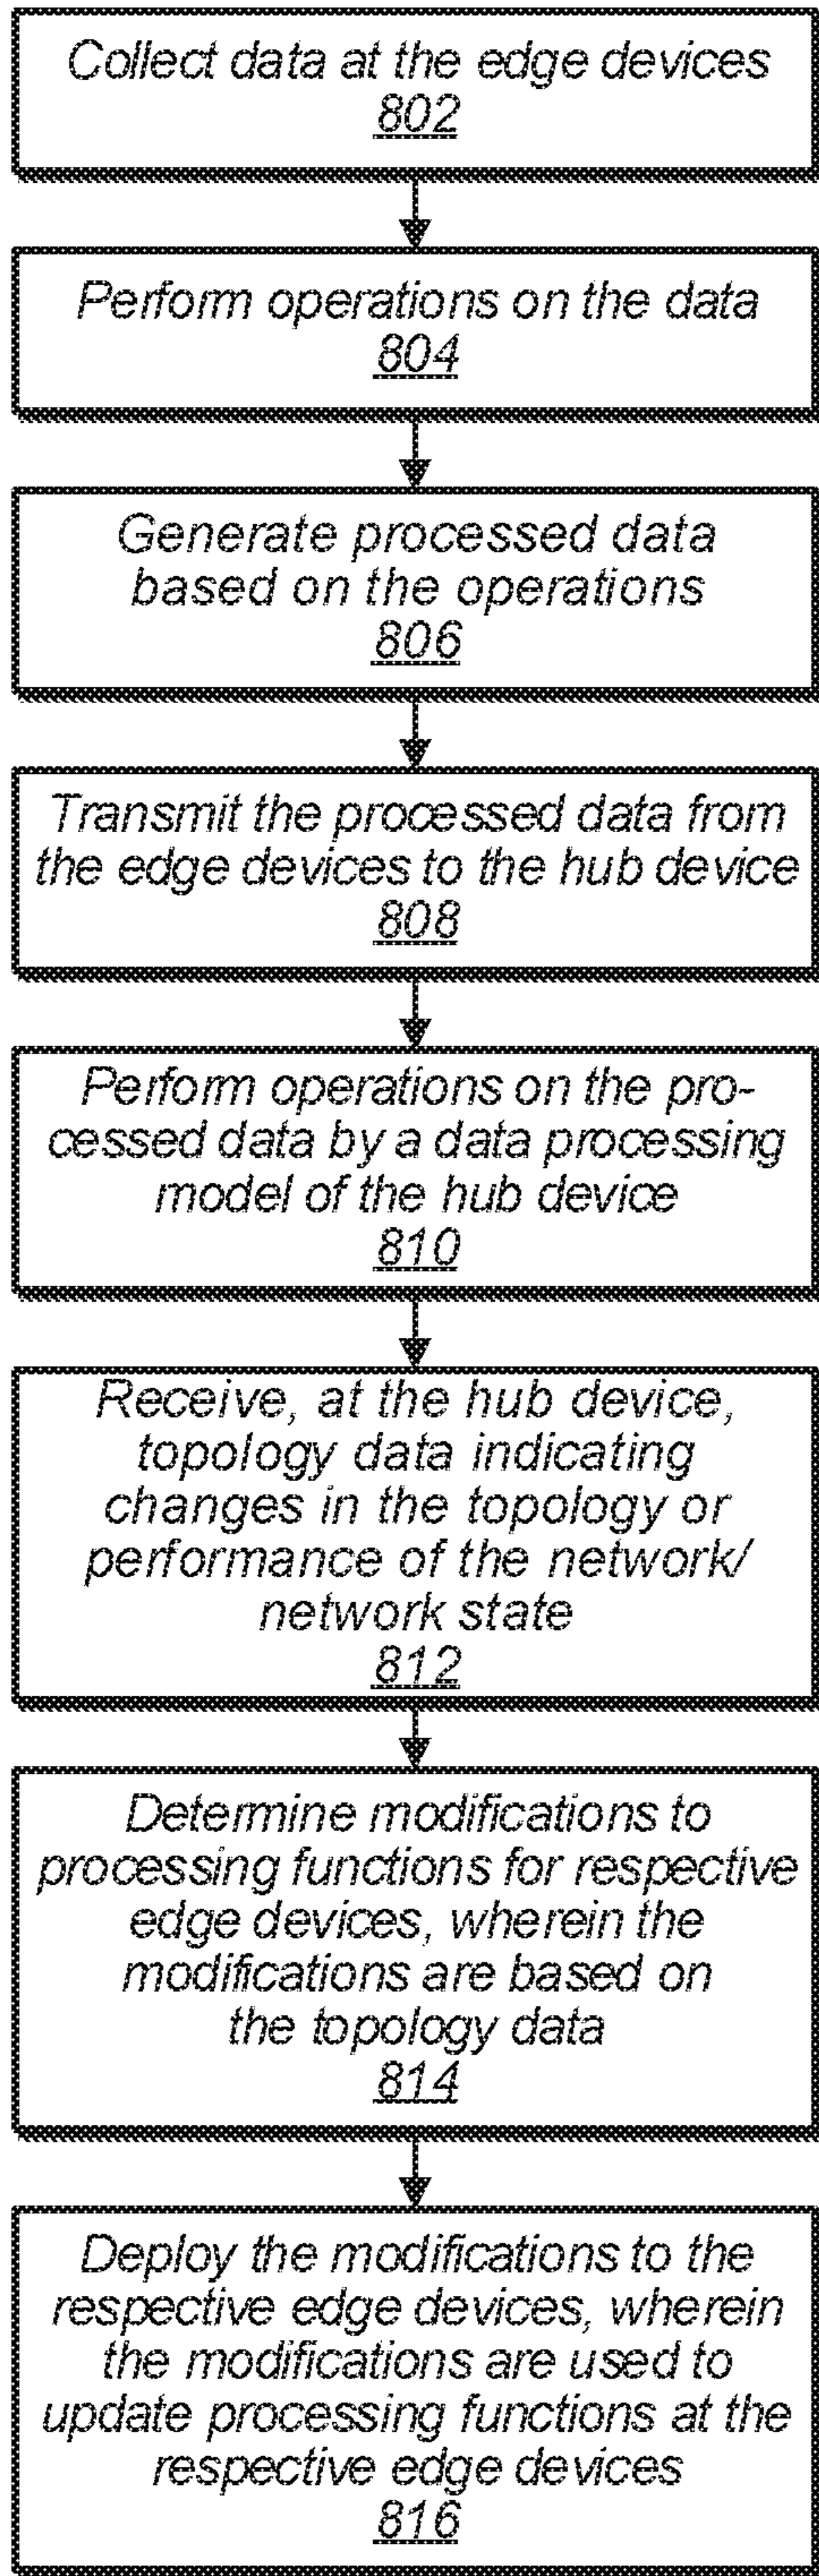 Collect data at the edge devices
802
Perform operations on the data
804
Generate processed data
based on the operations
806
Transmit the processed data from
the edge devices to the hub device
808
Perform operations on the pro-
cessed data by a data processing
model of the hub device
810
Receive, at the hub device,
topology data indicating
changes in the topology or
performance of the network/
network state
812
Determine modifications to
processing functions for respective
edge devices, wherein the
modifications are based on
the topology data
814
Deploy the modifications to the
respective edge devices, wherein
the modifications are used to
update processing functions at the
respective edge devices
816